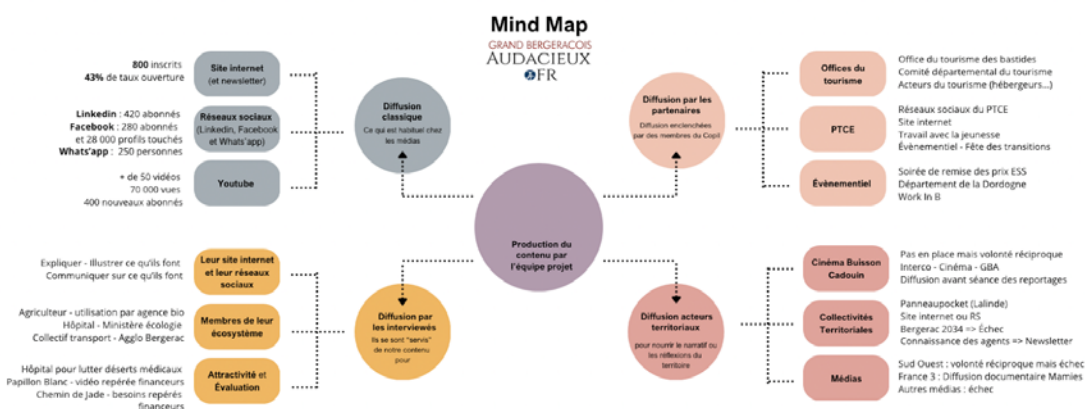 Mind Map
GRAND BERGERACOIS
AUDACIEUX
FR
800 inscrits
43% de taux ouverture
Site internet
(et newsletter)
Linkedin : 420 abonnés
Facebook : 280 abonnés
et 28 000 profils touchés
Whats'app : 250 personnes
Réseaux sociaux
(Linkedin, Facebook
et Whats'app)
+ de 50 vidéos
70 000 vues
400 nouveaux abonnés
Youtube
Diffusion
classique
Ce qui est habituel chez
les médias
Diffusion par les
partenaires
Diffusion enclenchées
par des membres du Copil
Offices du
tourisme
Office du tourisme des bastides
Comité départemental du tourisme
Acteurs du tourisme (hébergeurs...)
PTCE
Réseaux sociaux du PTCE
Site internet
Travail avec la jeunesse
Évènementiel - Fête des transitions
Évènementiel
Soirée de remise des prix ESS
Département de la Dordogne
Work In B
Production du
contenu par
l'équipe projet
Expliquer - Illustrer ce qu'ils font
Communiquer sur ce qu'ils font
Leur site internet
et leur réseaux
sociaux
Agriculteur - utilisation par agence bio
Hôpital - Ministère écologie
Collectif transport - Agglo Bergerac
Membres de leur
écosystème
Hôpital pour lutter déserts médicaux
Papillon Blanc - vidéo repérée financeurs
Chemin de Jade - besoins repérés
financeurs
Attractivité et
Évaluation
Diffusion par
les interviewés
Ils se sont "servis"
de notre contenu
pour
Diffusion acteurs
territoriaux
pour nourrir le narratif ou
les réflexions du
territoire
Cinéma Buisson
Cadouin
Pas en place mais volonté réciproque
Interco - Cinéma - GBA
Diffusion avant séance des reportages
Collectivités
Territoriales
Panneaupocket (Lalinde)
Site internet ou RS
Bergerac 2034 => Échec
Connaissance des agents => Newsletter
Médias
Sud Ouest : volonté réciproque mais échec
France 3 : Diffusion documentaire Mamies
Autres médias : échec